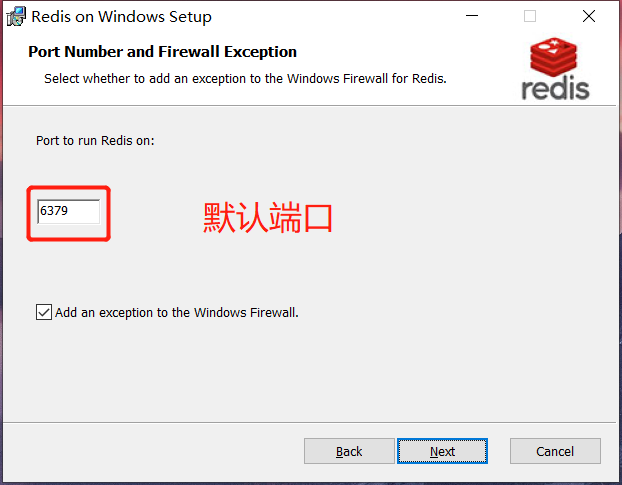 Redis on Windows Setup
Port Number and Firewall Exception
Select whether to add an exception to the Windows Firewall for Redis.
redis
Port to run Redis on:
6379
默认端口
Add an exception to the Windows Firewall.
Back
Next
Cancel